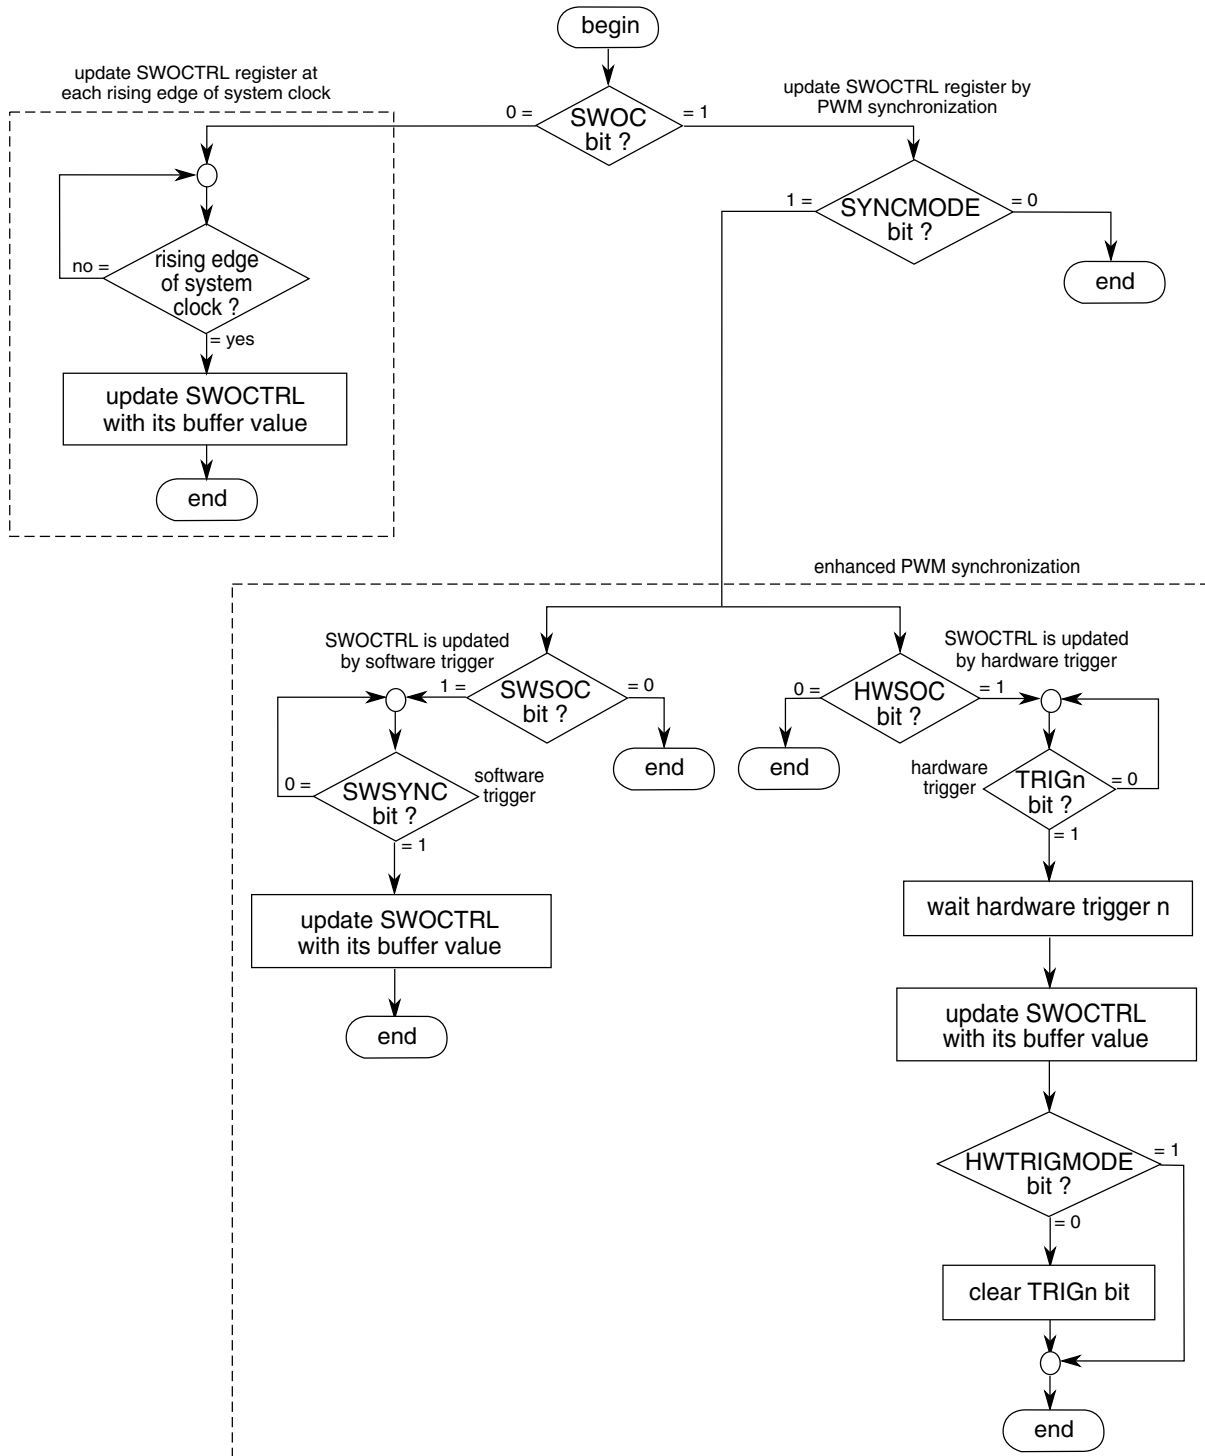 begin
update SWOCTRL register at
each rising edge of system clock
update SWOCTRL register by
PWM synchronization
0 =
SWOC
bit ?
= 1
1 =
SYNCMODE
bit ?
= 0
end
no =
rising edge
of system
clock ?
= yes
update SWOCTRL
with its buffer value
end
enhanced PWM synchronization
SWOCTRL is updated
by software trigger
1 =
SWSOC
bit ?
= 0
end
SWOCTRL is updated
by hardware trigger
0 =
HWSOC
bit ?
= 1
end
0 =
SWSYNC
bit ?
software
trigger
= 1
update SWOCTRL
with its buffer value
end
hardware
trigger
TRIGn
bit ?
= 0
= 1
wait hardware trigger n
update SWOCTRL
with its buffer value
HWTRIGMODE
bit ?
= 1
= 0
clear TRIGn bit
end